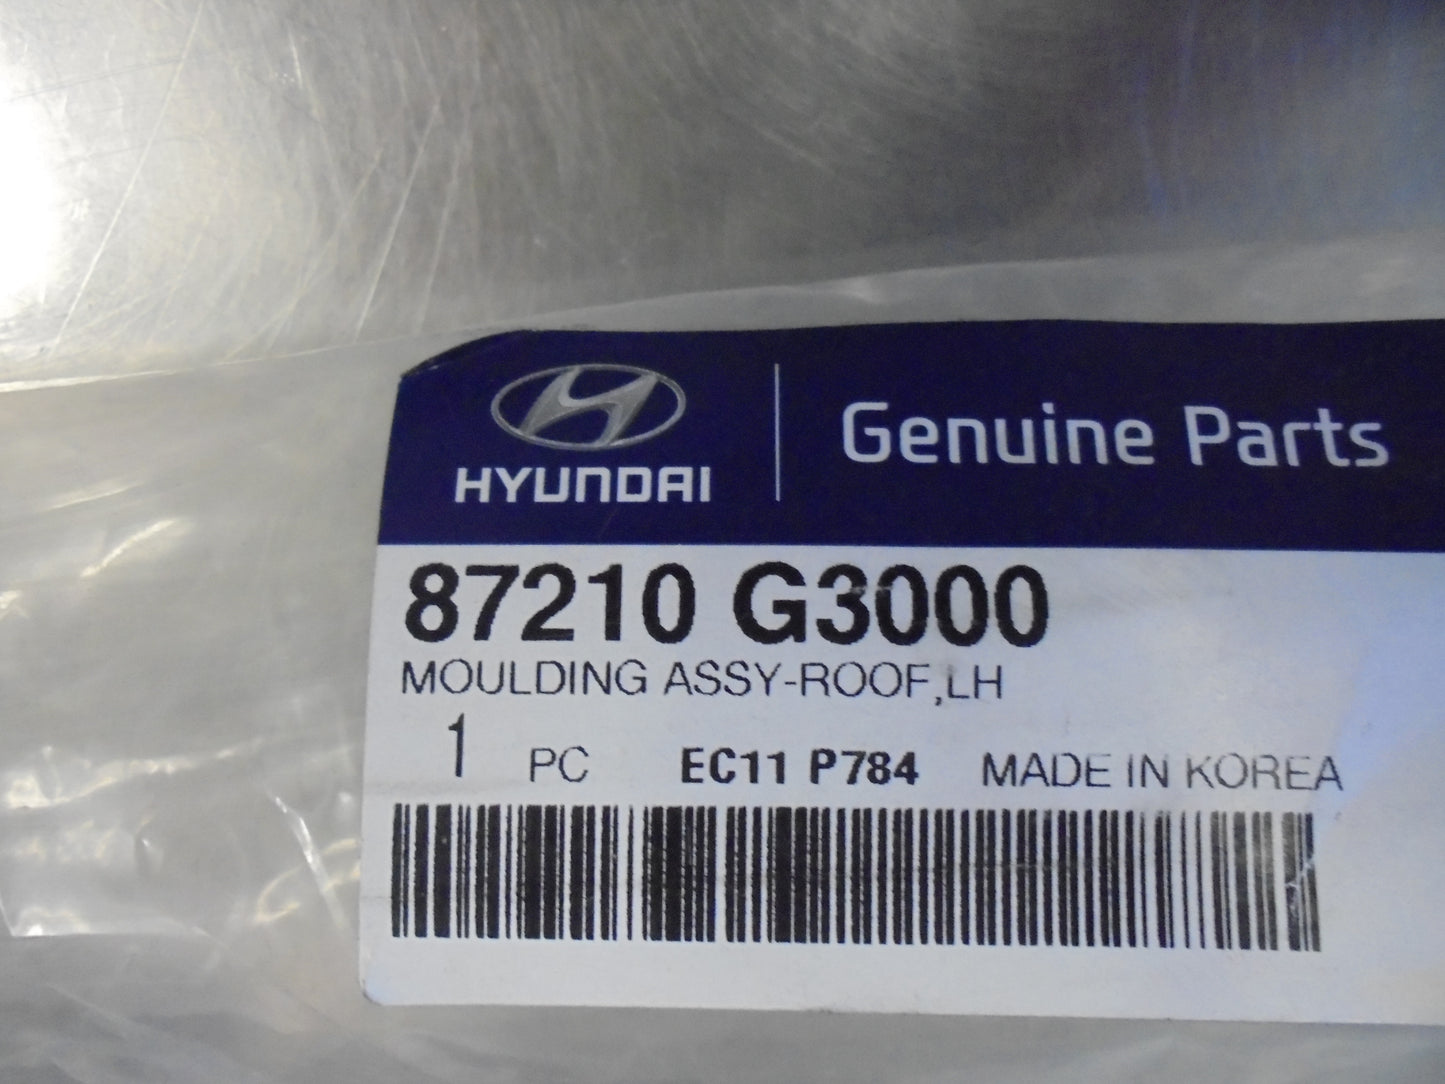 HYUNDAI
Genuine Parts
87210 G3000
MOULDING ASSY-ROOF,LH
1 PC EC11 P784 MADE IN KOREA